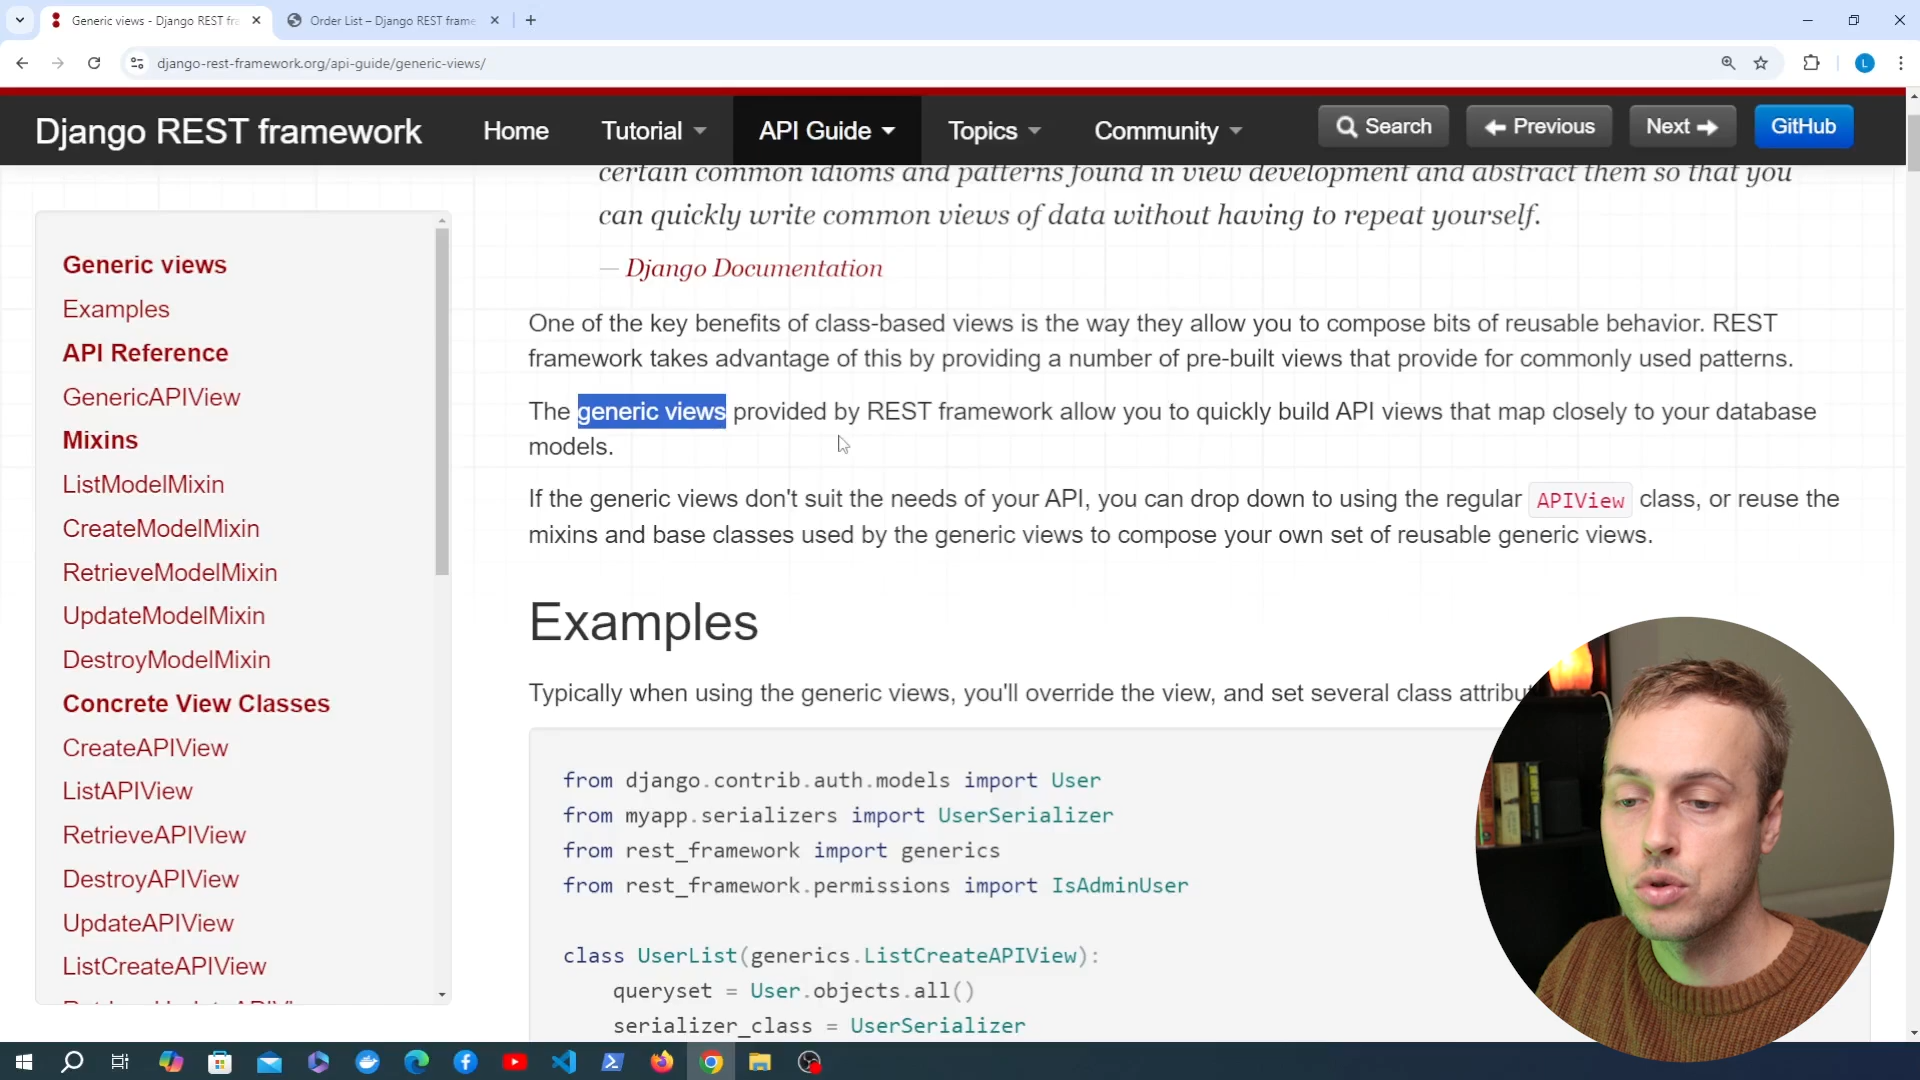 Generic views - Django REST fra
Order List – Django REST frame
django-rest-framework.org/api-guide/generic-views/
L
Django REST framework
Home
Tutorial
API Guide
Topics
Community
Search
Previous
Next
GitHub
certain common idioms and patterns found in view development and abstract them so that you
can quickly write common views of data without having to repeat yourself.
— Django Documentation
One of the key benefits of class-based views is the way they allow you to compose bits of reusable behavior. REST
framework takes advantage of this by providing a number of pre-built views that provide for commonly used patterns.
The generic views provided by REST framework allow you to quickly build API views that map closely to your database
models.
If the generic views don't suit the needs of your API, you can drop down to using the regular APIView class, or reuse the
mixins and base classes used by the generic views to compose your own set of reusable generic views.
Examples
Typically when using the generic views, you'll override the view, and set several class attribut
from django.contrib.auth.models import User
from myapp.serializers import UserSerializer
from rest_framework import generics
from rest_framework.permissions import IsAdminUser
class UserList(generics.ListCreateAPIView):
queryset = User.objects.all()
serializer_class = UserSerializer
Generic views
Examples
API Reference
GenericAPIView
Mixins
ListModelMixin
CreateModelMixin
RetrieveModelMixin
UpdateModelMixin
DestroyModelMixin
Concrete View Classes
CreateAPIView
ListAPIView
RetrieveAPIView
DestroyAPIView
UpdateAPIView
ListCreateAPIView